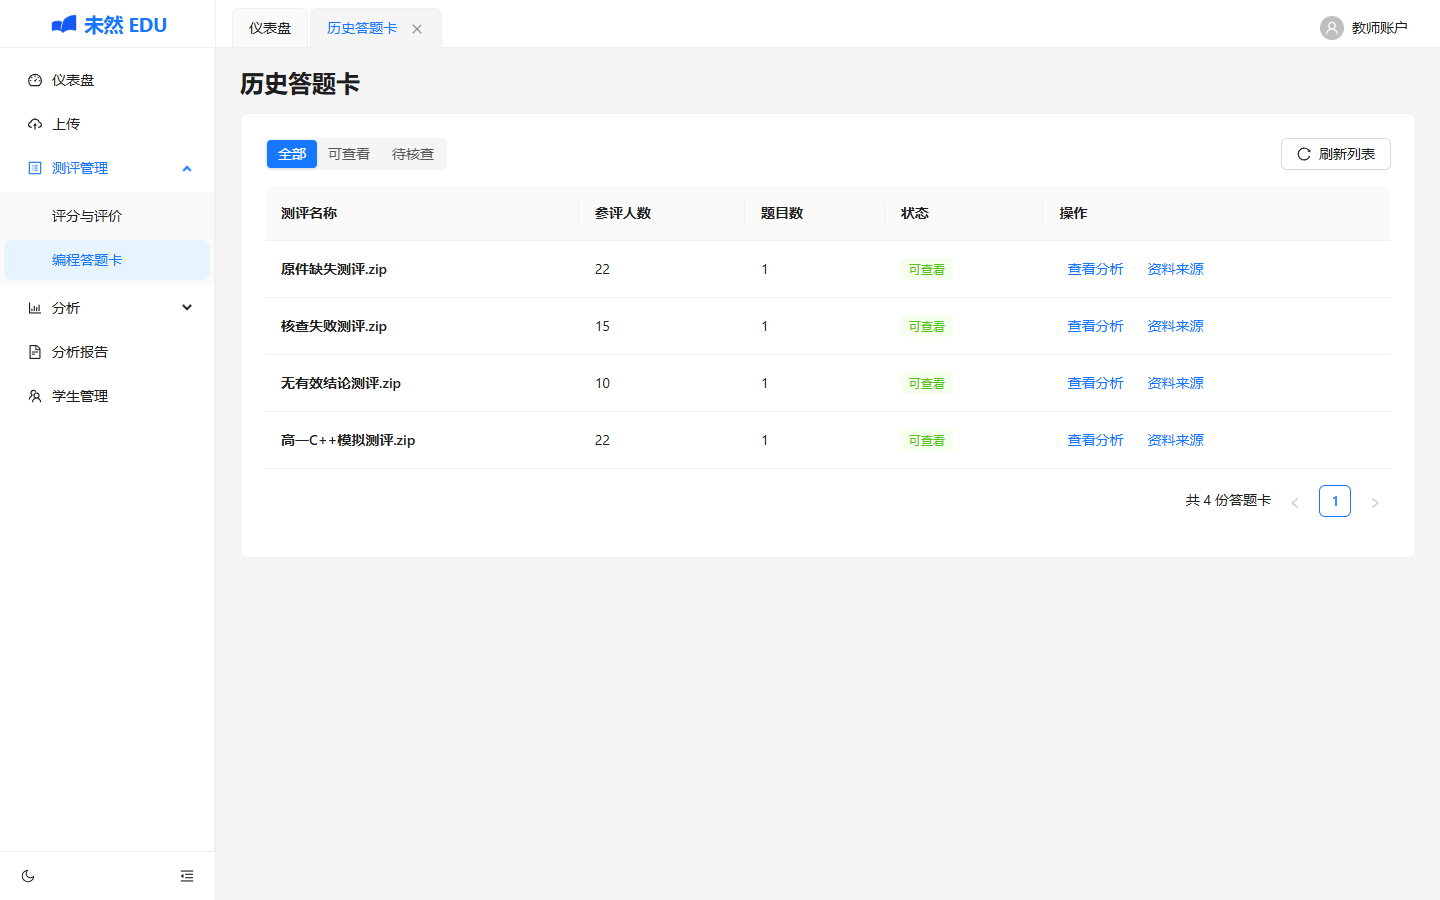 未然 EDU
仪表盘
历史答题卡
教师账户
仪表盘
上传
测评管理
评分与评价
编程答题卡
分析
分析报告
学生管理
历史答题卡
全部 可查看 待核查
刷新列表
测评名称 参评人数 题目数 状态 操作
原件缺失测评.zip 22 1 可查看 查看分析 资料来源
核查失败测评.zip 15 1 可查看 查看分析 资料来源
无有效结论测评.zip 10 1 可查看 查看分析 资料来源
高一C++模拟测评.zip 22 1 可查看 查看分析 资料来源
共 4 份答题卡 < 1 >